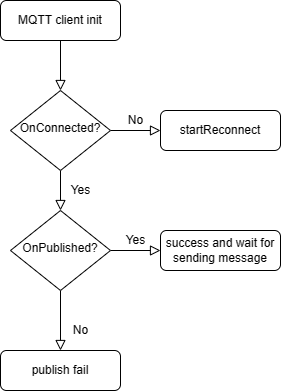 MQTT client init
OnConnected?
No
startReconnect
Yes
OnPublished?
Yes
success and wait for
sending message
No
publish fail